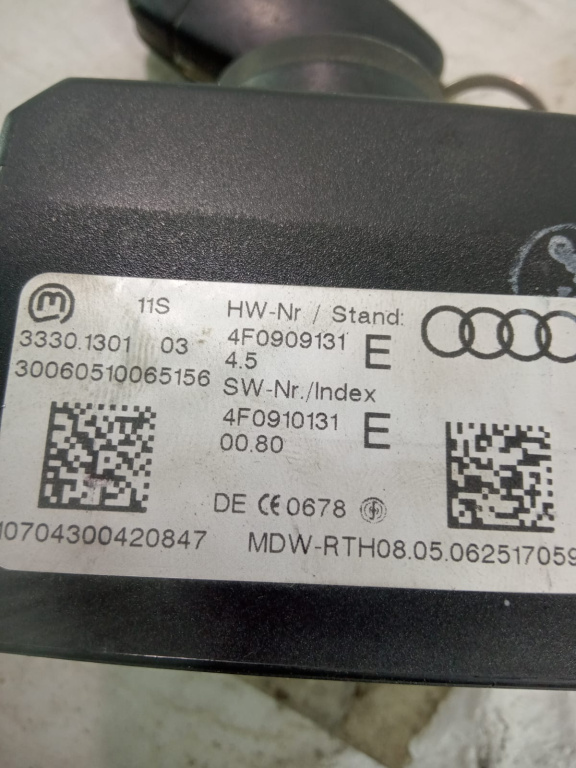 m 11S
3330.1301 03
30060510065156
HW-Nr / Stand:
4F0909131 E
4.5
SW-Nr./Index
4F0910131 E
00.80
DE CE 0678
10704300420847
MDW-RTH08.05.062517059